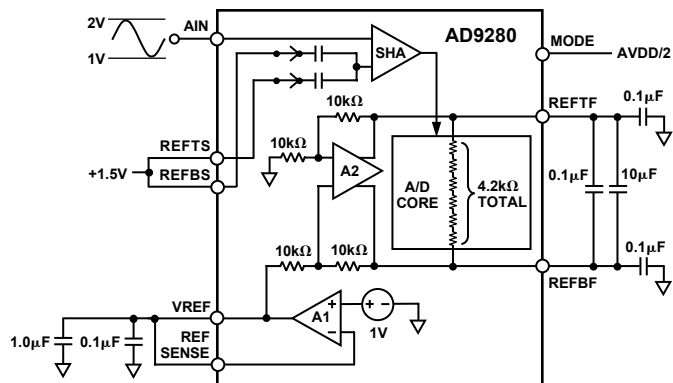 2V
AIN
1V
AD9280
SHA
MODE
AVDD/2
10kΩ
REFTF
0.1µF
REFTS
10kΩ
+1.5V
REFBS
A2
A/D
CORE
4.2kΩ
TOTAL
0.1µF
10µF
10kΩ
10kΩ
0.1µF
REFBF
VREF
A1
+
−
+ −
1V
1.0µF
0.1µF
REF
SENSE